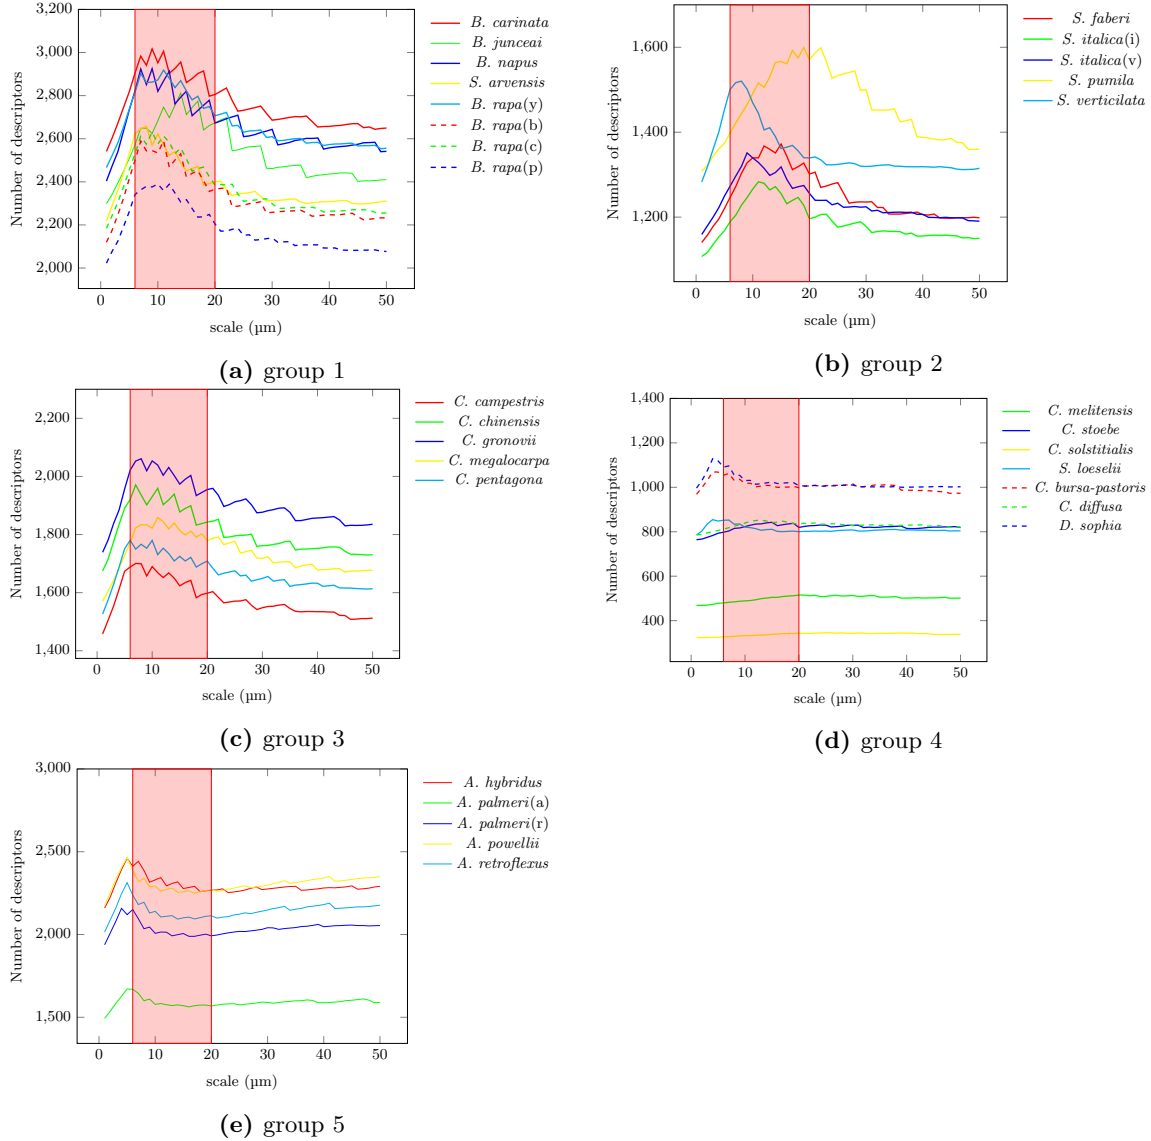 3,200
3,000
2,800
2,600
2,400
2,200
2,000
Number of descriptors
0 10 20 30 40 50
scale (µm)
B. carinata
B. junceai
B. napus
S. arvensis
B. rapa(y)
B. rapa(b)
B. rapa(c)
B. rapa(p)
(a) group 1
1,600
1,400
1,200
Number of descriptors
0 10 20 30 40 50
scale (µm)
S. faberi
S. italica(i)
S. italica(v)
S. pumila
S. verticilata
(b) group 2
2,200
2,000
1,800
1,600
1,400
Number of descriptors
0 10 20 30 40 50
scale (µm)
C. campestris
C. chinensis
C. gronovii
C. megalocarpa
C. pentagona
(c) group 3
1,400
1,200
1,000
800
600
400
Number of descriptors
0 10 20 30 40 50
scale (µm)
C. melitensis
C. stoebe
C. solstitialis
S. loeselii
C. bursa-pastoris
C. diffusa
D. sophia
(d) group 4
3,000
2,500
2,000
1,500
Number of descriptors
0 10 20 30 40 50
scale (µm)
A. hybridus
A. palmeri(a)
A. palmeri(r)
A. powellii
A. retroflexus
(e) group 5